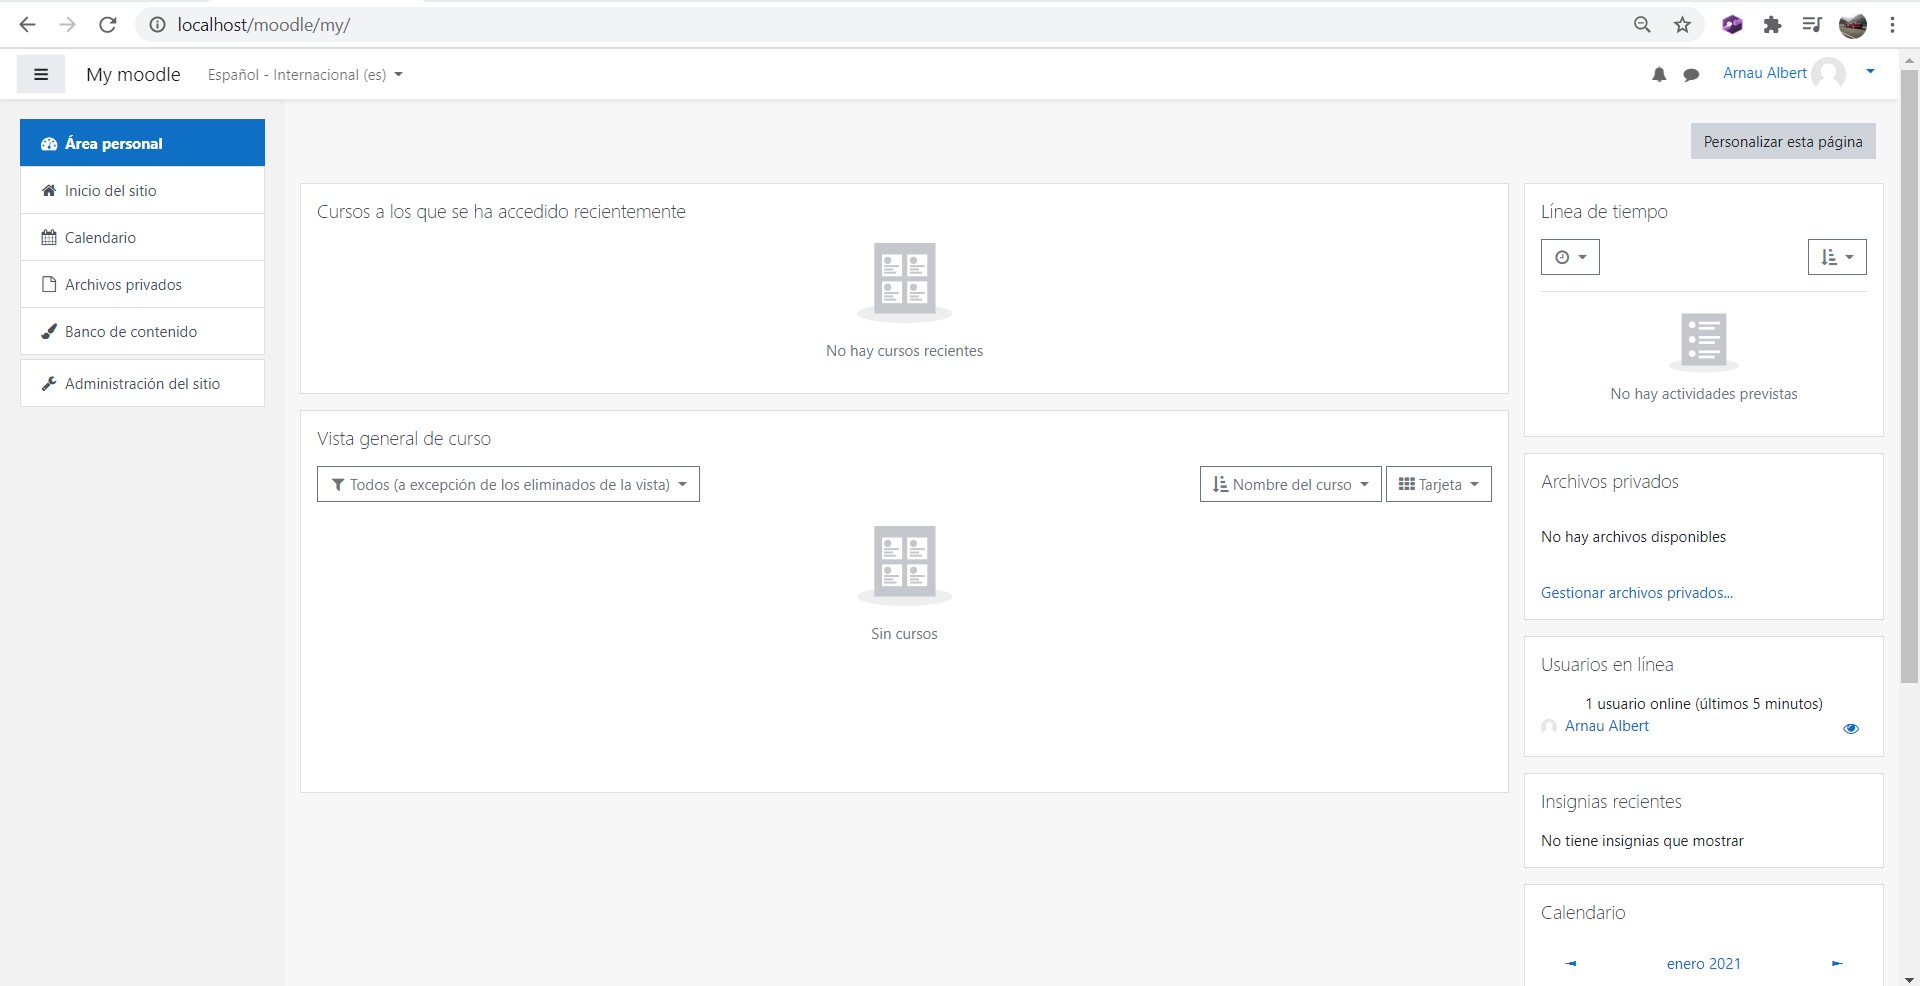 localhost/moodle/my/
My moodle
Español - Internacional (es)
Arnau Albert
Área personal
Inicio del sitio
Calendario
Archivos privados
Banco de contenido
Administración del sitio
Personalizar esta página
Cursos a los que se ha accedido recientemente
No hay cursos recientes
Vista general de curso
Todos (a excepción de los eliminados de la vista)
Nombre del curso
Tarjeta
Sin cursos
Línea de tiempo
No hay actividades previstas
Archivos privados
No hay archivos disponibles
Gestionar archivos privados...
Usuarios en línea
1 usuario online (últimos 5 minutos)
Arnau Albert
Insignias recientes
No tiene insignias que mostrar
Calendario
enero 2021